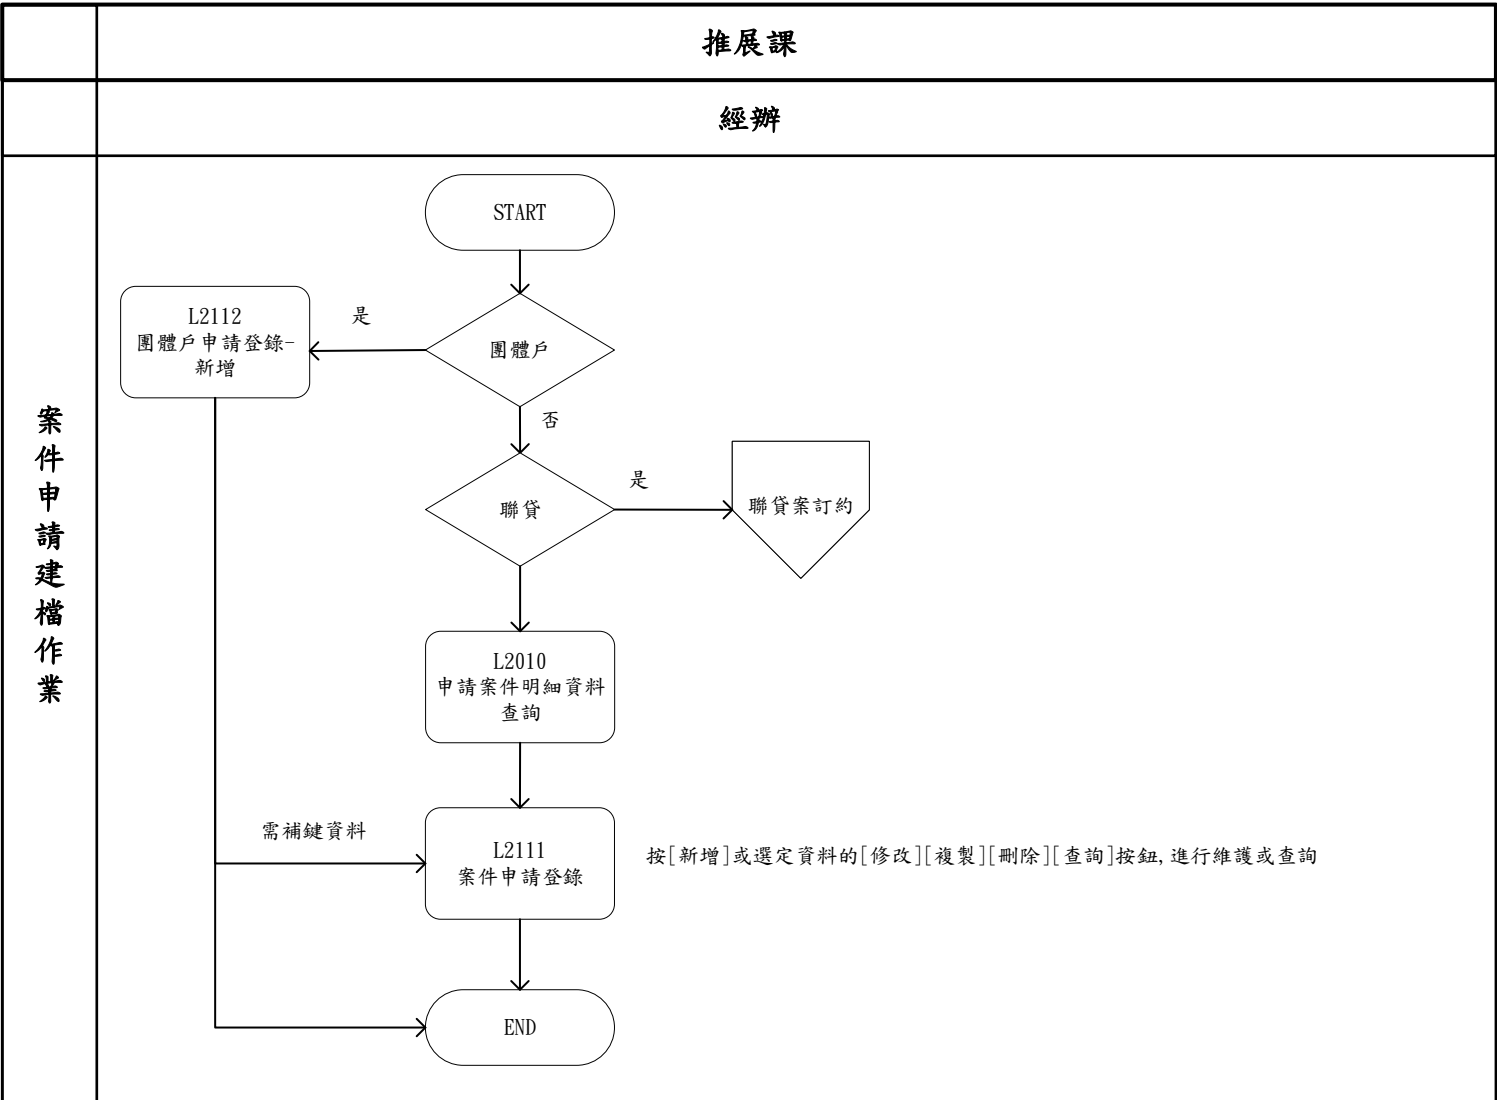 推展課
經辦
案件申請建檔作業
START
L2112
團體戶申請登錄-
新增
是
團體戶
否
聯貸
是
聯貸案訂約
L2010
申請案件明細資料
查詢
需補鍵資料
L2111
案件申請登錄
按[新增]或選定資料的[修改][複製][刪除][查詢]按鈕,進行維護或查詢
END